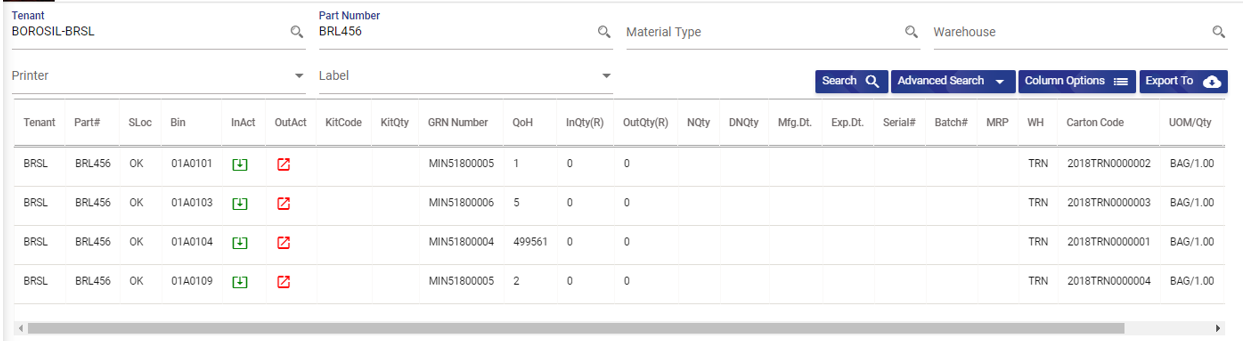 Tenant Part Number
BOROSIL-BRSL BRL456 Material Type Warehouse
Printer Label Search Advanced Search Column Options Export To
Tenant Part# SLoc Bin InAct OutAct KitCode KitQty GRN Number QoH InQty(R) OutQty(R) NQty DNQty Mfg.Dt. Exp.Dt. Serial# Batch# MRP WH Carton Code UOM/Qty
BRSL BRL456 OK 01A0101 MIN51800005 1 0 0 TRN 2018TRN0000002 BAG/1.00
BRSL BRL456 OK 01A0103 MIN51800006 5 0 0 TRN 2018TRN0000003 BAG/1.00
BRSL BRL456 OK 01A0104 MIN51800004 499561 0 0 TRN 2018TRN0000001 BAG/1.00
BRSL BRL456 OK 01A0109 MIN51800005 2 0 0 TRN 2018TRN0000004 BAG/1.00